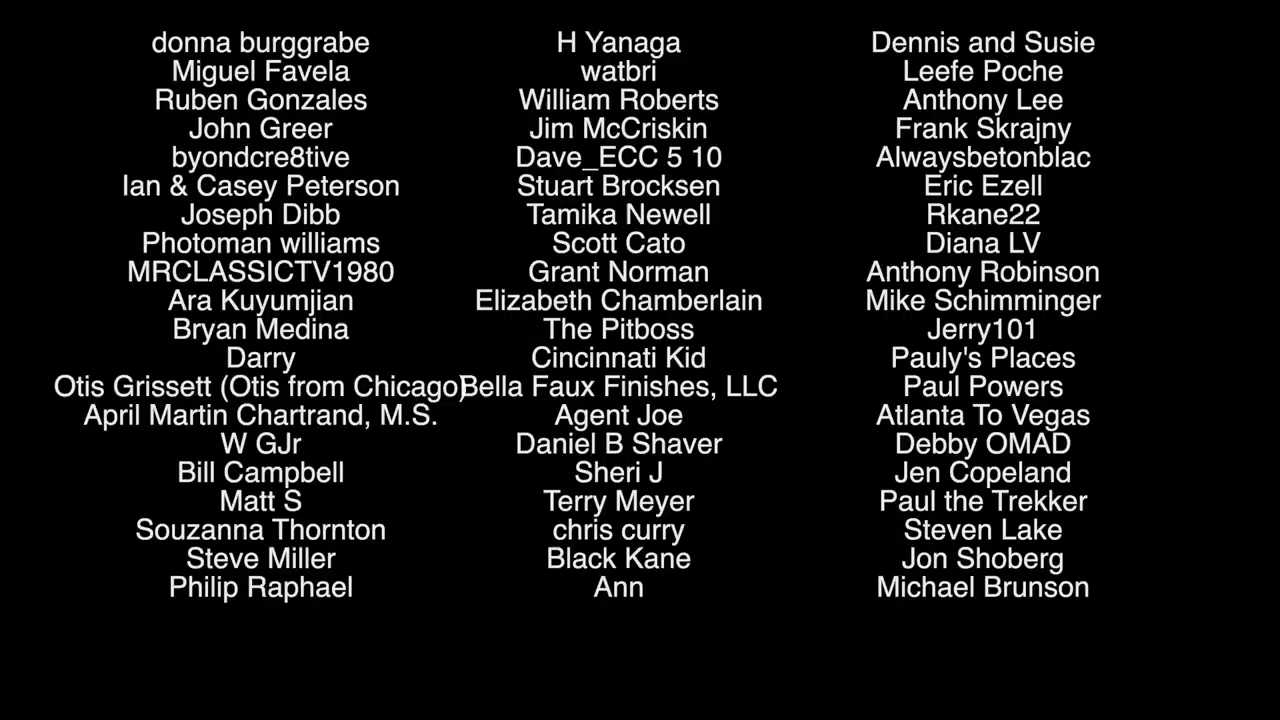 donna burggrabe
Miguel Favela
Ruben Gonzales
John Greer
byondcre8tive
Ian & Casey Peterson
Joseph Dibb
Photoman williams
MRCLASSICTV1980
Ara Kuyumjian
Bryan Medina
Darry
Otis Grissett (Otis from Chicago)
April Martin Chartrand, M.S.
W GJr
Bill Campbell
Matt S
Souzanna Thornton
Steve Miller
Philip Raphael
H Yanaga
watbri
William Roberts
Jim McCriskin
Dave_ECC 5 10
Stuart Brocksen
Tamika Newell
Scott Cato
Grant Norman
Elizabeth Chamberlain
The Pitboss
Cincinnati Kid
Bella Faux Finishes, LLC
Agent Joe
Daniel B Shaver
Sheri J
Terry Meyer
chris curry
Black Kane
Ann
Dennis and Susie
Leefe Poche
Anthony Lee
Frank Skrajny
Alwaysbetonblac
Eric Ezell
Rkane22
Diana LV
Anthony Robinson
Mike Schimminger
Jerry101
Pauly's Places
Paul Powers
Atlanta To Vegas
Debby OMAD
Jen Copeland
Paul the Trekker
Steven Lake
Jon Shoberg
Michael Brunson